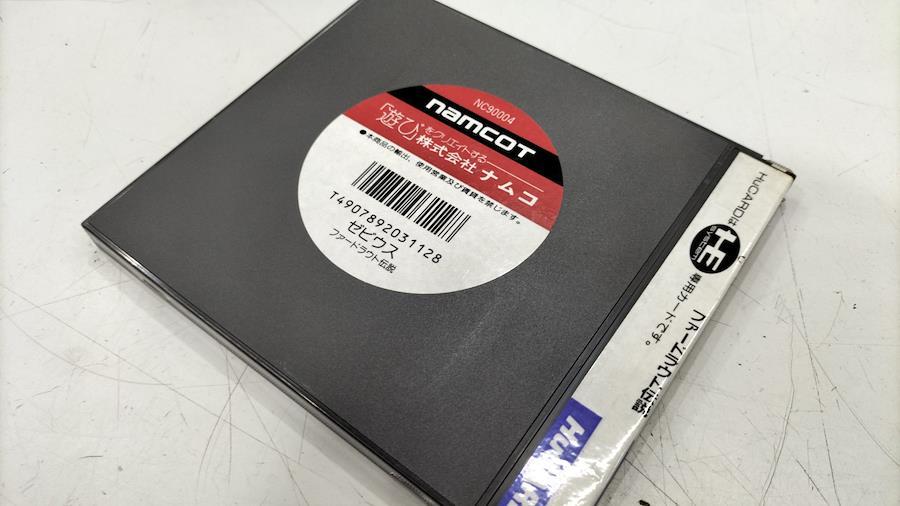 NC90004
namcot
「遊び」をクリエイトする
株式会社 ナムコ
●本商品の輸出、使用営業及び賃貸を禁じます。
T4907892031128
ゼビウス
ファードラウト伝説
HuCARDは
HE
SYSTEM
専用カードです。
ファードラウト伝説